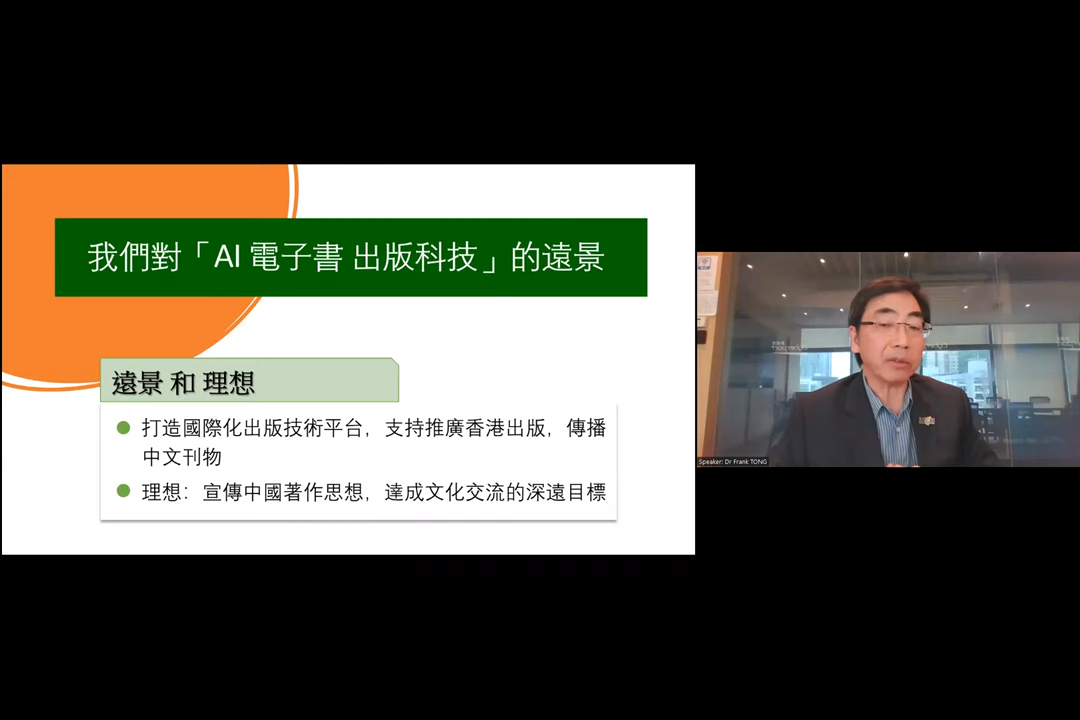 我們對「AI 電子書 出版科技」的遠景
遠景 和 理想
打造國際化出版技術平台，支持推廣香港出版，傳播
中文刊物
理想：宣傳中國著作思想，達成文化交流的深遠目標
Speaker: Dr Frank TONG